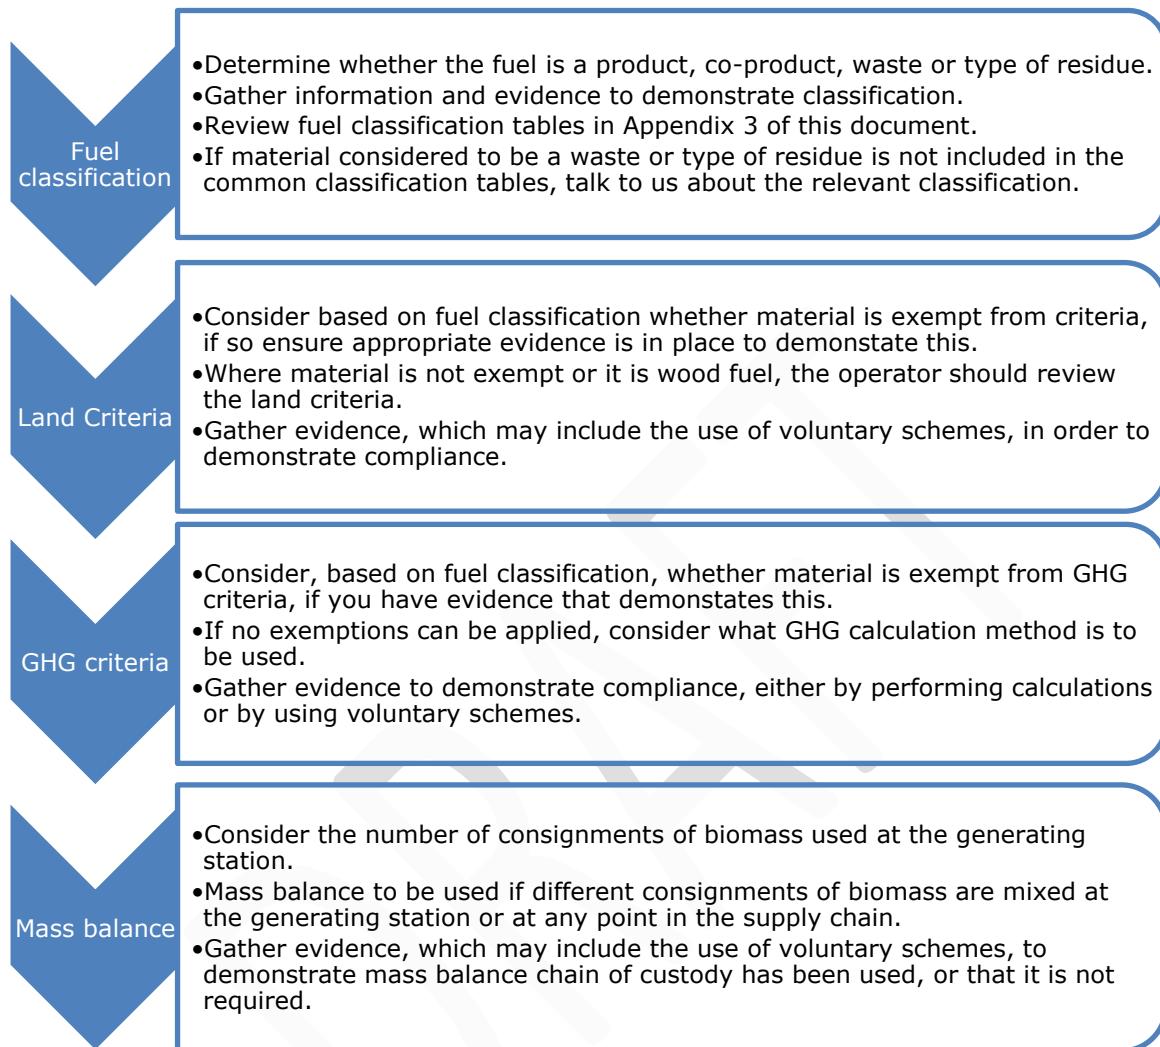 Fuel
classification
•Determine whether the fuel is a product, co-product, waste or type of residue.
•Gather information and evidence to demonstrate classification.
•Review fuel classification tables in Appendix 3 of this document.
•If material considered to be a waste or type of residue is not included in the
common classification tables, talk to us about the relevant classification.
Land Criteria
•Consider based on fuel classification whether material is exempt from criteria,
if so ensure appropriate evidence is in place to demonstate this.
•Where material is not exempt or it is wood fuel, the operator should review
the land criteria.
•Gather evidence, which may include the use of voluntary schemes, in order to
demonstrate compliance.
GHG criteria
•Consider, based on fuel classification, whether material is exempt from GHG
criteria, if you have evidence that demonstates this.
•If no exemptions can be applied, consider what GHG calculation method is to
be used.
•Gather evidence to demonstrate compliance, either by performing calculations
or by using voluntary schemes.
Mass balance
•Consider the number of consignments of biomass used at the generating
station.
•Mass balance to be used if different consignments of biomass are mixed at
the generating station or at any point in the supply chain.
•Gather evidence, which may include the use of voluntary schemes, to
demonstrate mass balance chain of custody has been used, or that it is not
required.
DRAFT